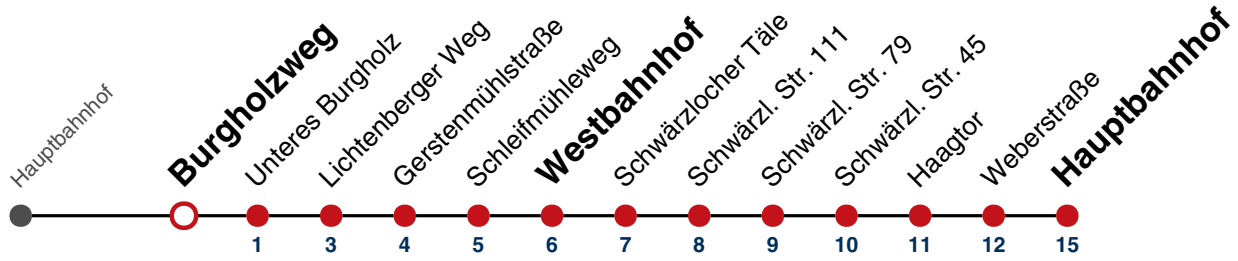 Hauptbahnhof
Burgholzweg
Unteres Burgholz
Lichtenberger Weg
Gerstenmühlstraße
Schleifmühleweg
Westbahnhof
Schwärzlocher Täle
Schwärzl. Str. 111
Schwärzl. Str. 79
Schwärzl. Str. 45
Haagtor
Weberstraße
Hauptbahnhof
1 3 4 5 6 7 8 9 10 11 12 15